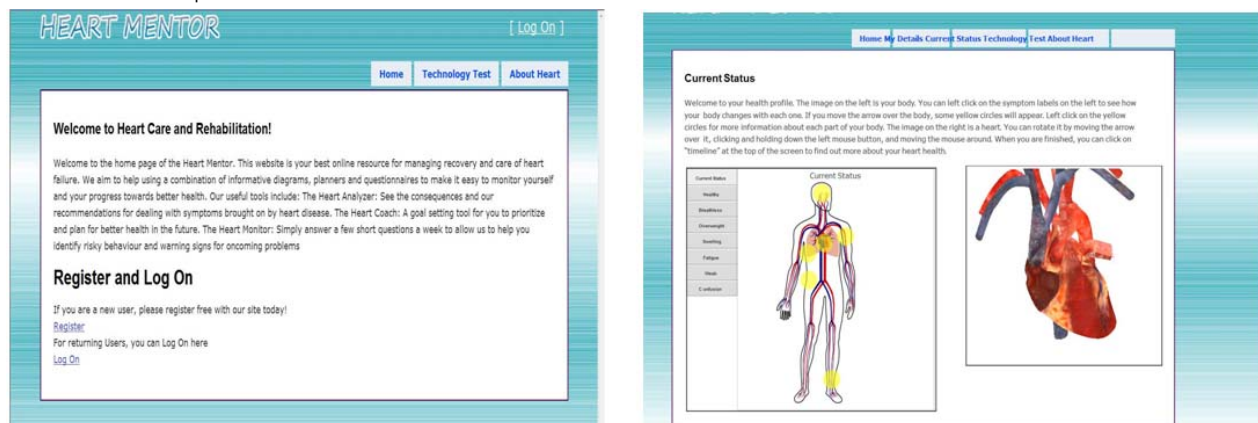 HEART MENTOR
[ Log On ]
Home Technology Test About Heart
Welcome to Heart Care and Rehabilitation!
Welcome to the home page of the Heart Mentor. This website is your best online resource for managing recovery and care of heart
failure. We aim to help using a combination of informative diagrams, planners and questionnaires to make it easy to monitor yourself
and your progress towards better health. Our useful tools include: The Heart Analyzer: See the consequences and our
recommendations for dealing with symptoms brought on by heart disease. The Heart Coach: A goal setting tool for you to prioritize
and plan for better health in the future. The Heart Monitor: Simply answer a few short questions a week to allow us to help you
identify risky behaviour and warning signs for oncoming problems
Register and Log On
If you are a new user, please register free with our site today!
Register
For returning Users, you can Log On here
Log On
Home My Details Current Status Technology Test About Heart
Current Status
Welcome to your health profile. The image on the left is your body. You can left click on the symptom labels on the left to see how
your body changes with each one. If you move the arrow over the body, some yellow circles will appear. Left click on the yellow
circles for more information about each part of your body. The image on the right is a heart. You can rotate it by moving the arrow
over it, clicking and holding down the left mouse button, and moving the mouse around. When you are finished, you can click on
"timeline" at the top of the screen to find out more about your heart health.
Current Status
Current Status
Healthy
Breathless
Overweight
Swelling
Fatigue
Weak
Confusion